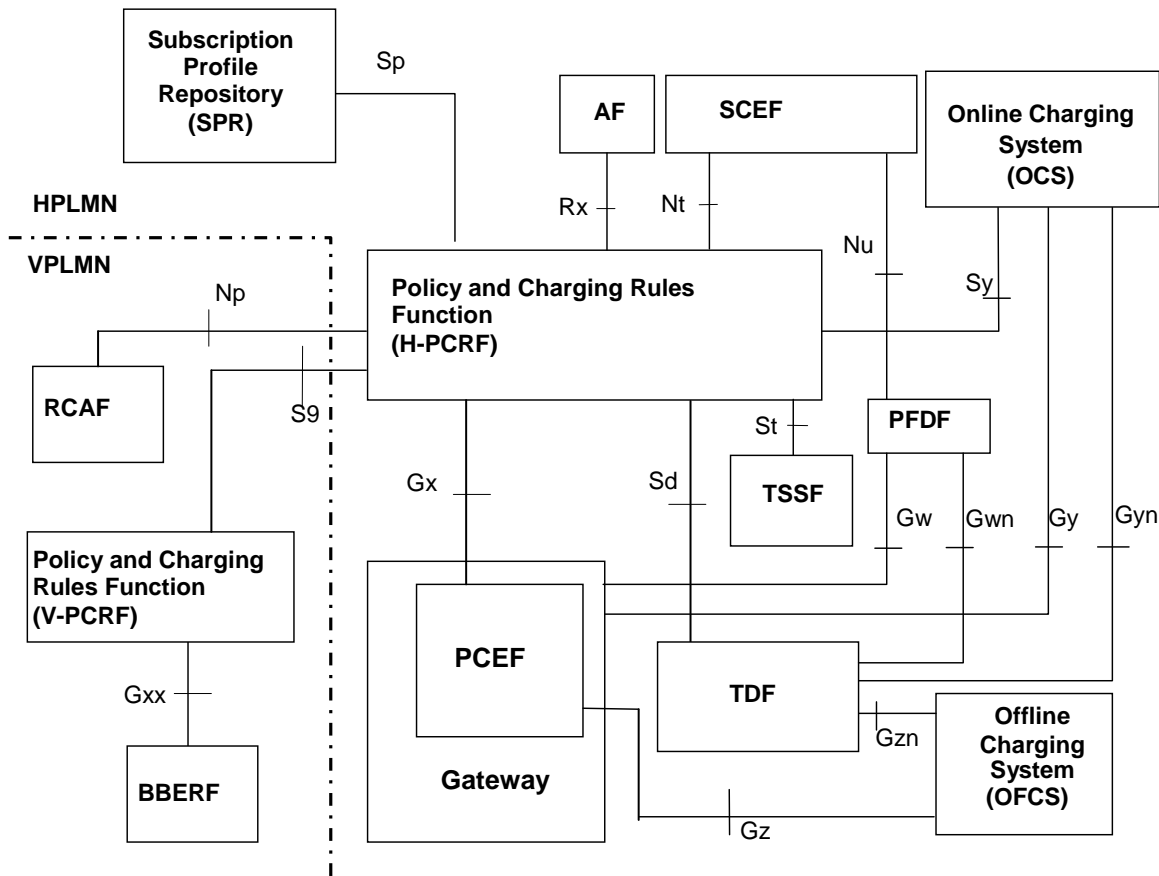 Subscription
Profile
Repository
(SPR)
Sp
AF
SCEF
Online Charging
System
(OCS)
HPLMN
VPLMN
Rx
Nt
Nu
Sy
Np
Policy and Charging Rules
Function
(H-PCRF)
RCAF
S9
St
PFDF
Gx
Sd
TSSF
Gw
Gwn
Gy
Gyn
Policy and Charging
Rules Function
(V-PCRF)
PCEF
TDF
Gxx
Gzn
Offline
Charging
System
(OFCS)
BBERF
Gateway
Gz